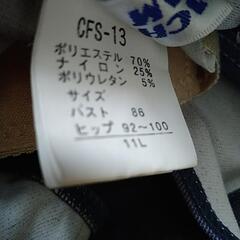 CFS-13
ポリエステル 70%
ナイロン 25%
ポリウレタン 5%
サイズ
バスト 86
ヒップ 92~100
11L